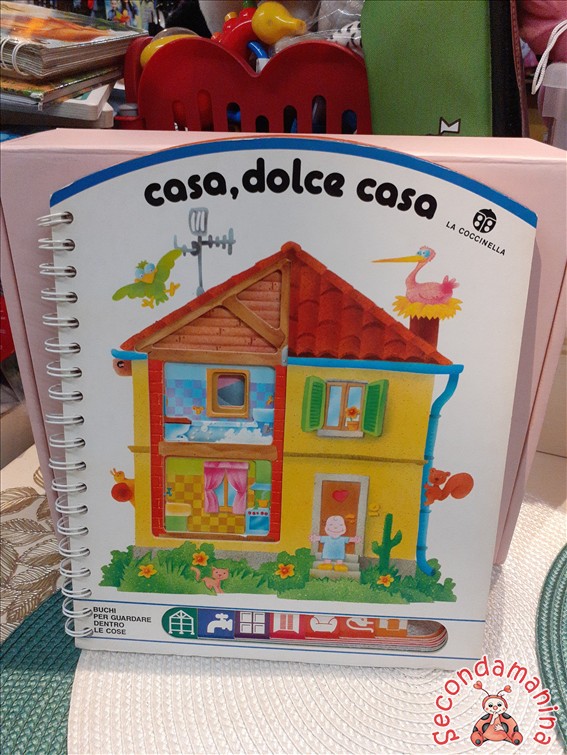 casa, dolce casa
LA COCCINELLA
BUCHI
PER GUARDARE
DENTRO
LE COSE
Secondamanina